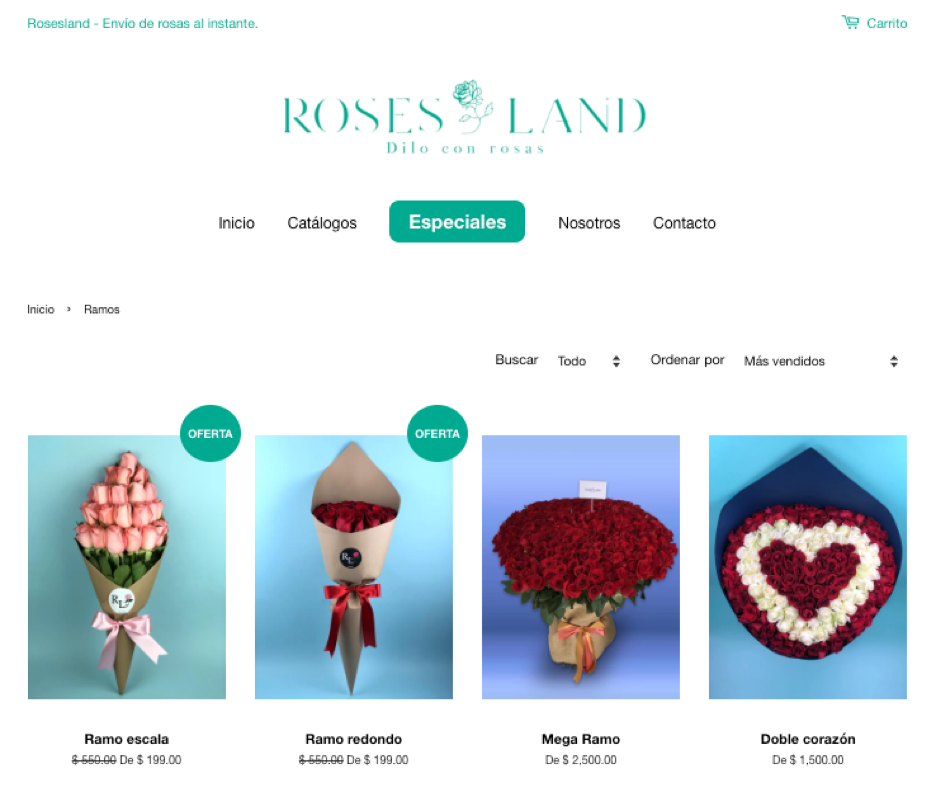 Rosesland - Envío de rosas al instante.
Carrito
ROSES LAND
Dilo con rosas
Inicio Catálogos Especiales Nosotros Contacto
Inicio › Ramos
Buscar Todo Ordenar por Más vendidos
OFERTA OFERTA
RL RL
Ramo escala Ramo redondo Mega Ramo Doble corazón
$ 550.00 De $ 199.00 $ 550.00 De $ 199.00 De $ 2,500.00 De $ 1,500.00